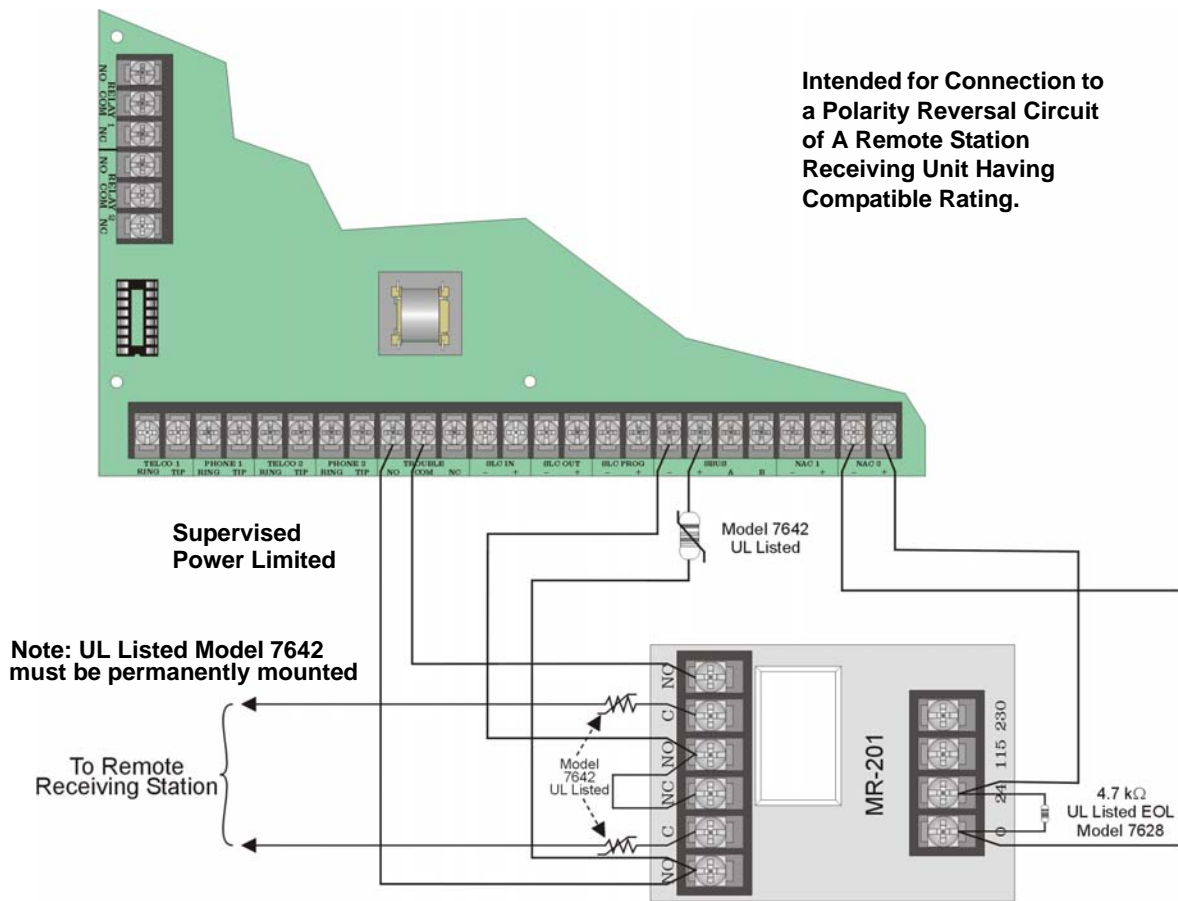 Intended for Connection to
a Polarity Reversal Circuit
of A Remote Station
Receiving Unit Having
Compatible Rating.
NO
COM
NC
NO
COM
NC
RELAY 1
RELAY 2
TELCO 1 PHONE 1 TELCO 2 PHONE 2 TROUBLE SLC IN SLC OUT SLC PROG SBUS NAC 1 NAC 2
RING TIP RING TIP RING TIP RING TIP NO COM NC - + - + - + - + A B - + - +
Supervised
Power Limited
Model 7642
UL Listed
Note: UL Listed Model 7642
must be permanently mounted
To Remote
Receiving Station
Model
7642
UL Listed
NO
C
NO
NC
C
NO
MR-201
230
115
24
0
4.7 kΩ
UL Listed EOL
Model 7628